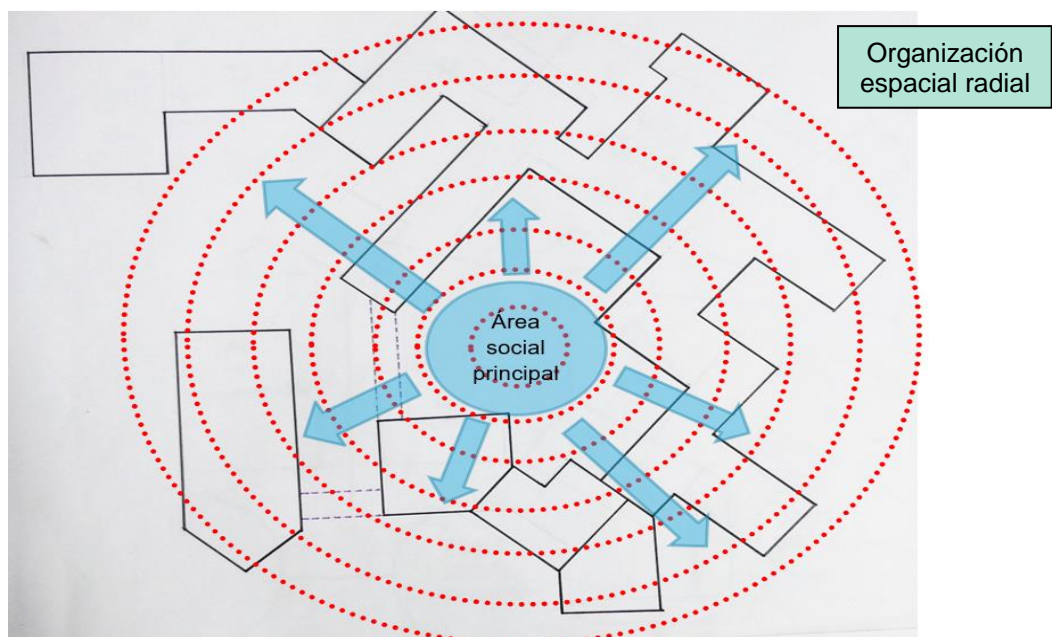 Organización
espacial radial
Área
social
principal